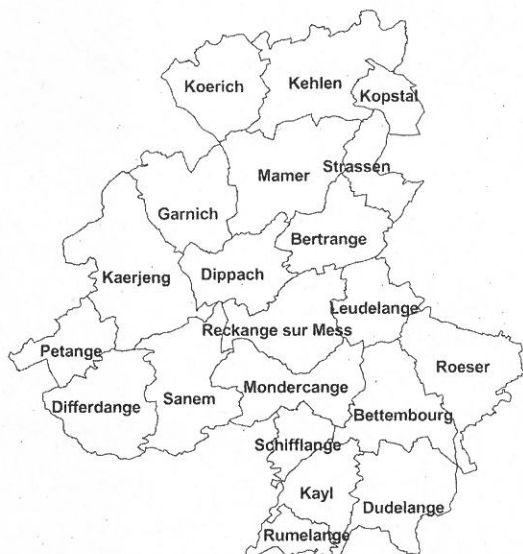 Koerich
Kehlen
Kopstal
Mamer
Strassen
Garnich
Bertrange
Kaerjeng
Dippach
Leudelange
Reckange sur Mess
Petange
Roeser
Differdange
Sanem
Mondercange
Bettembourg
Schifflange
Kayl
Dudelange
Rumelange